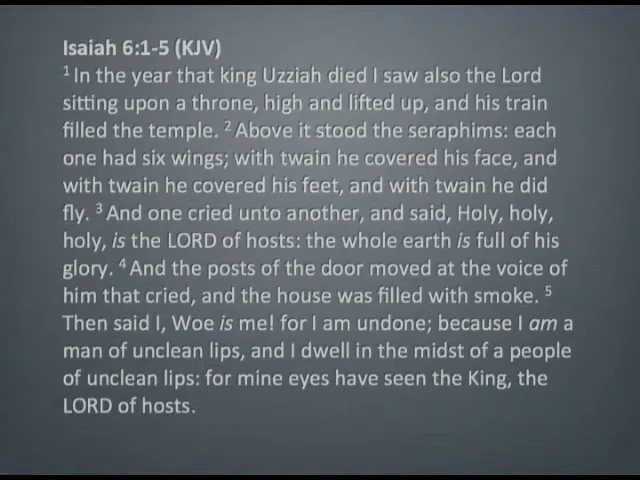 Isaiah 6:1-5 (KJV)
1 In the year that king Uzziah died I saw also the Lord
sitting upon a throne, high and lifted up, and his train
filled the temple. 2 Above it stood the seraphims: each
one had six wings; with twain he covered his face, and
with twain he covered his feet, and with twain he did
fly. 3 And one cried unto another, and said, Holy, holy,
holy, is the LORD of hosts: the whole earth is full of his
glory. 4 And the posts of the door moved at the voice of
him that cried, and the house was filled with smoke. 5
Then said I, Woe is me! for I am undone; because I am a
man of unclean lips, and I dwell in the midst of a people
of unclean lips: for mine eyes have seen the King, the
LORD of hosts.